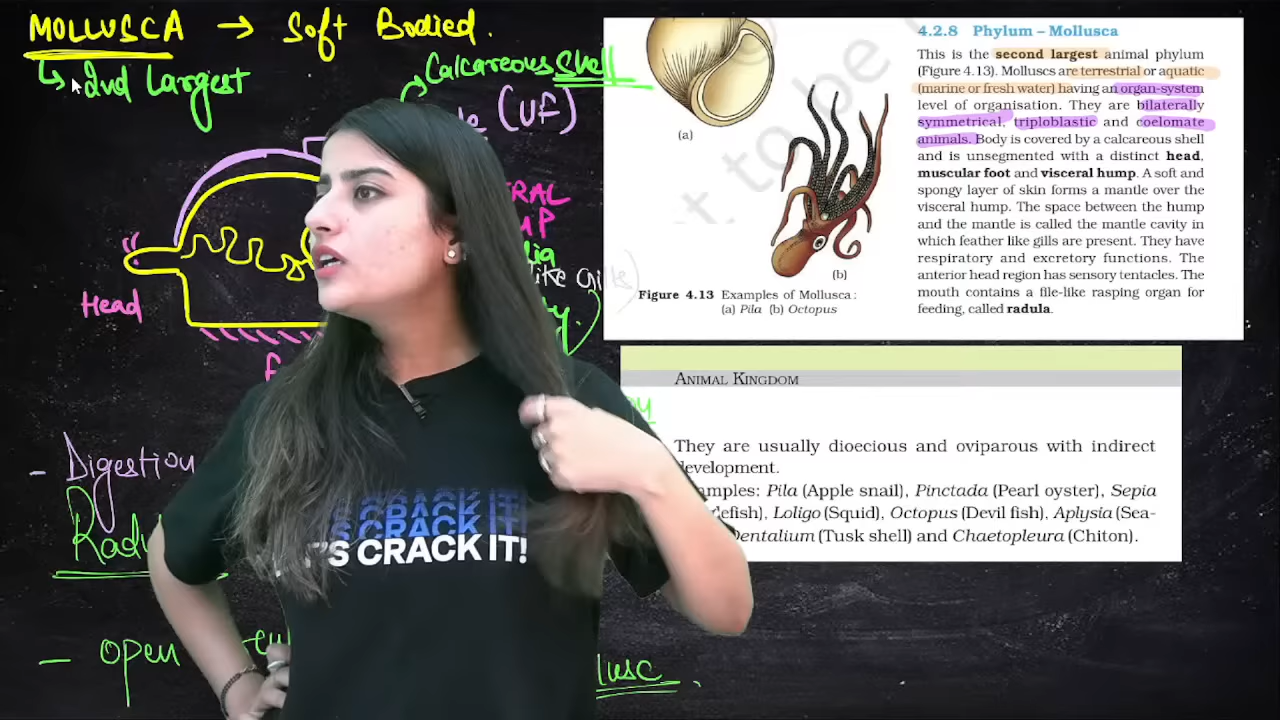 MOLLUSCA → Soft Bodied.
↳ 2nd Largest
Calcareous Shell
(UF)
Head
- Digestion
- open
4.2.8 Phylum – Mollusca
This is the second largest animal phylum
(Figure 4.13). Molluscs are terrestrial or aquatic
(marine or fresh water) having an organ-system
level of organisation. They are bilaterally
symmetrical, triploblastic and coelomate
animals. Body is covered by a calcareous shell
and is unsegmented with a distinct head,
muscular foot and visceral hump. A soft and
spongy layer of skin forms a mantle over the
visceral hump. The space between the hump
and the mantle is called the mantle cavity in
which feather like gills are present. They have
respiratory and excretory functions. The
anterior head region has sensory tentacles. The
mouth contains a file-like rasping organ for
feeding, called radula.
(a)
(b)
Figure 4.13 Examples of Mollusca :
(a) Pila (b) Octopus
ANIMAL KINGDOM
They are usually dioecious and oviparous with indirect
development.
Pila (Apple snail), Pinctada (Pearl oyster), Sepia
Loligo (Squid), Octopus (Devil fish), Aplysia (Sea-
Dentalium (Tusk shell) and Chaetopleura (Chiton).
'S CRACK IT!